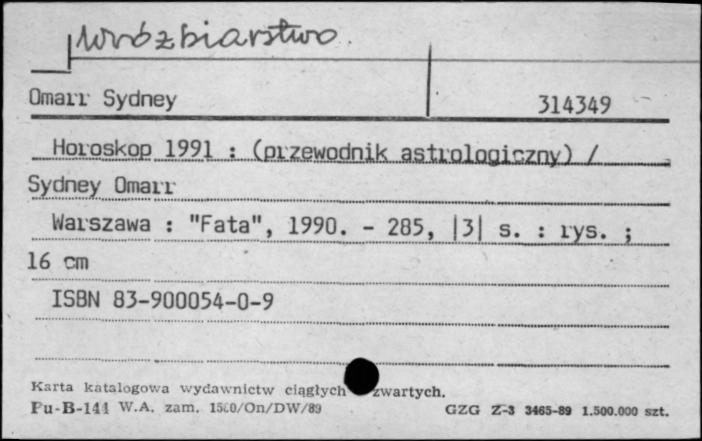 wróżbiarstwo.
Omarr Sydney 314349
Horoskop 1991 : (przewodnik astrologiczny) /
Sydney Omarr
Warszawa : "Fata", 1990. - 285, |3| s. : rys. ;
16 cm
ISBN 83-900054-0-9
Karta katalogowa wydawnictw ciągłych zwartych.
Pu-B-144 W.A. zam. /On/DW/89 GZG Z-3 3465-89 1.500.000 szt.